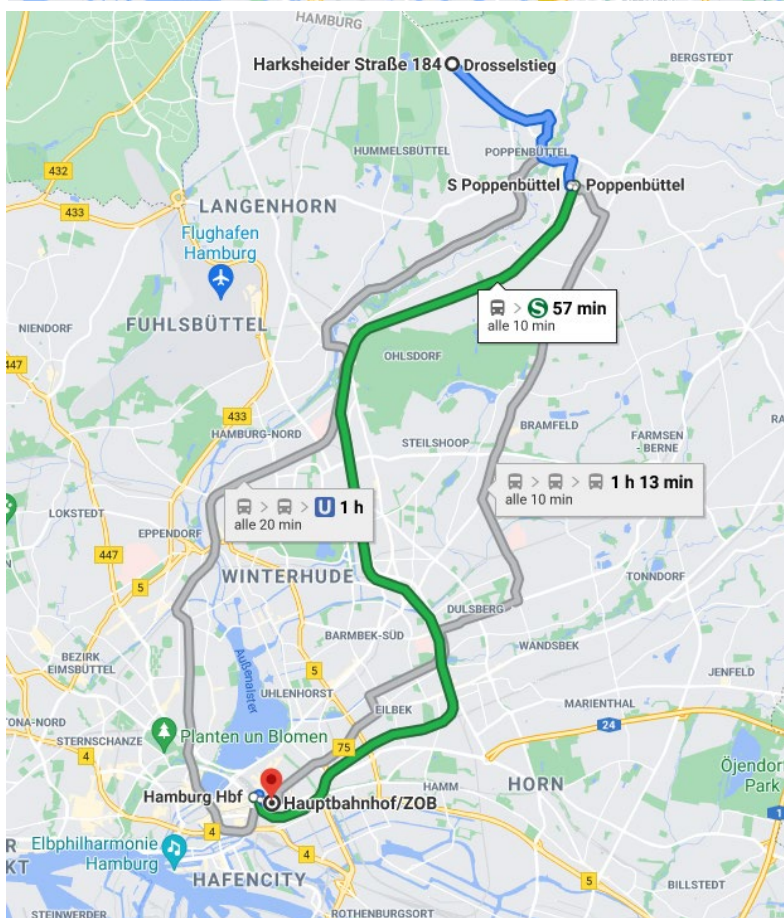 HAMBURG
Harksheider Straße 184
Drosselstieg
BERGSTEDT
HUMMELSBÜTTEL
POPPENBÜTTEL
432
S Poppenbüttel
Poppenbüttel
433
LANGENHORN
Flughafen
Hamburg
> S 57 min
alle 10 min
NIENDORF
FUHLSBÜTTEL
447
OHLSDORF
433
HAMBURG-NORD
STEILSHOOP
BRAMFELD
FARMSEN
- BERNE
RA
> > 1 h 13 min
alle 10 min
> > U 1 h
alle 20 min
LOKSTEDT
EPPENDORF
447
5
WINTERHUDE
TONNDORF
DULSBERG
BARMBEK-SÜD
WANDSBEK
BEZIRK
EIMSBÜTTEL
Außenalster
5
JENFELD
UHLENHORST
EILBEK
MARIENTHAL
TONA-NORD
24
STERNSCHANZE
Planten un Blomen
75
4
Öjendorf
Park
HORN
HAMM
Hamburg Hbf
Hauptbahnhof/ZOB
1
4
4
R
KT
Elbphilharmonie
Hamburg
HAFENCITY
5
BILLSTEDT
STEINWERDER
ROTHENBURGSORT